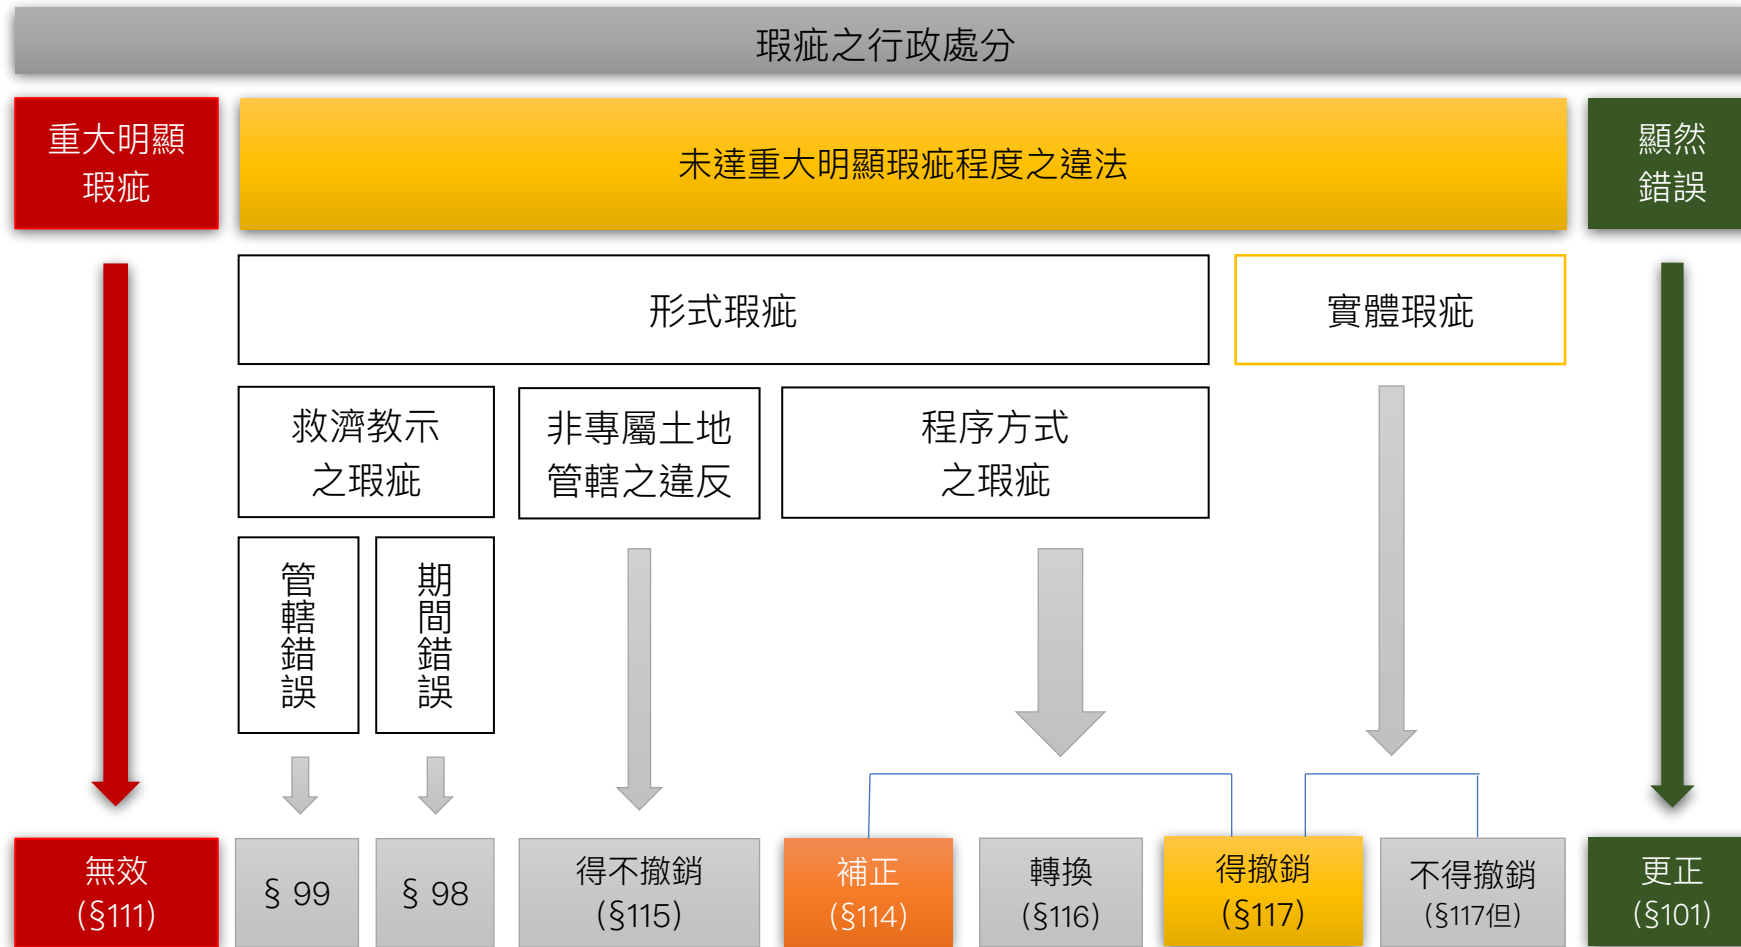 瑕疵之行政處分
重大明顯
瑕疵
未達重大明顯瑕疵程度之違法
顯然
錯誤
形式瑕疵
實體瑕疵
救濟教示
之瑕疵
非專屬土地
管轄之違反
程序方式
之瑕疵
管轄錯誤
期間錯誤
無效
(§111)
§ 99
§ 98
得不撤銷
(§115)
補正
(§114)
轉換
(§116)
得撤銷
(§117)
不得撤銷
(§117但)
更正
(§101)